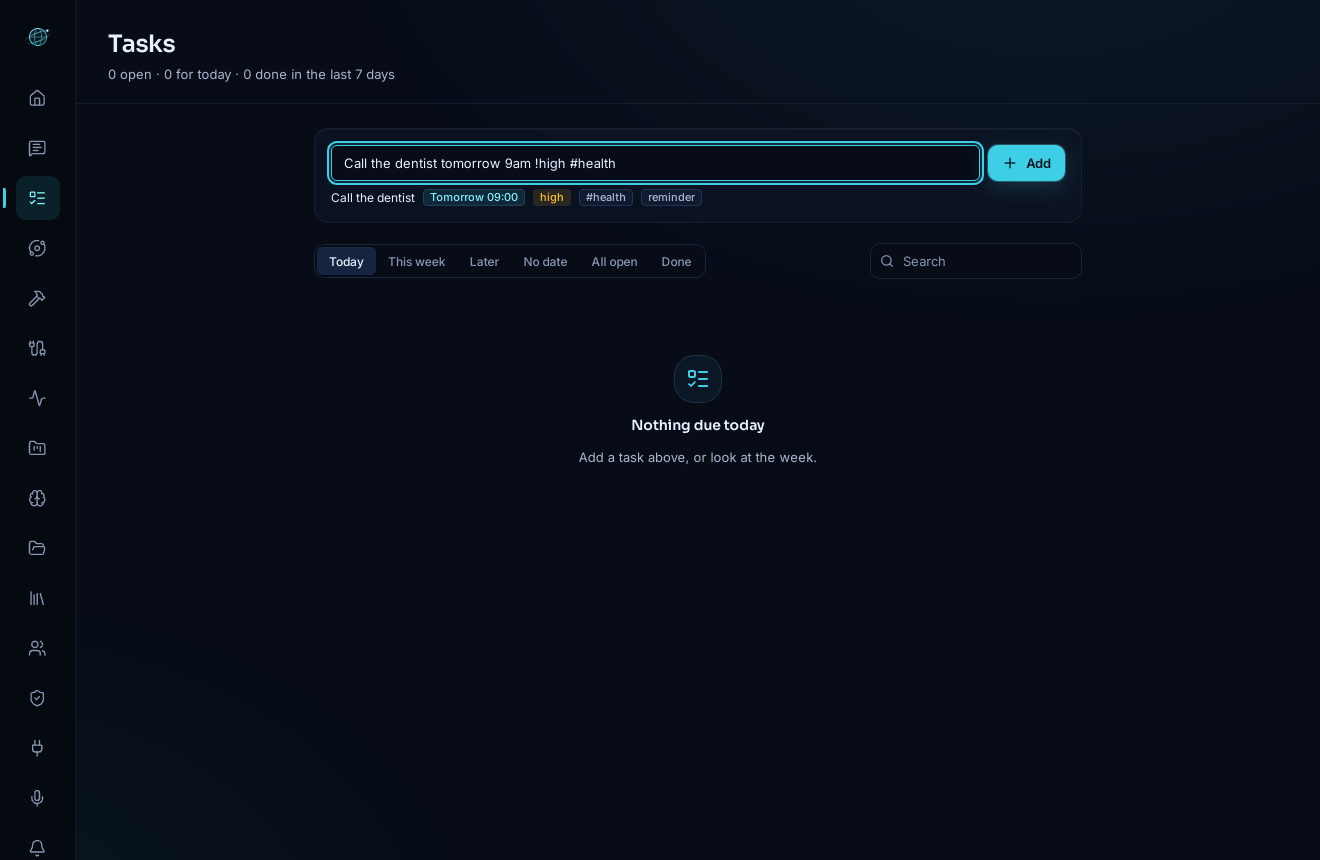 Tasks
0 open · 0 for today · 0 done in the last 7 days
Call the dentist tomorrow 9am !high #health
Add
Call the dentist Tomorrow 09:00 high #health reminder
Today This week Later No date All open Done
Search
Nothing due today
Add a task above, or look at the week.